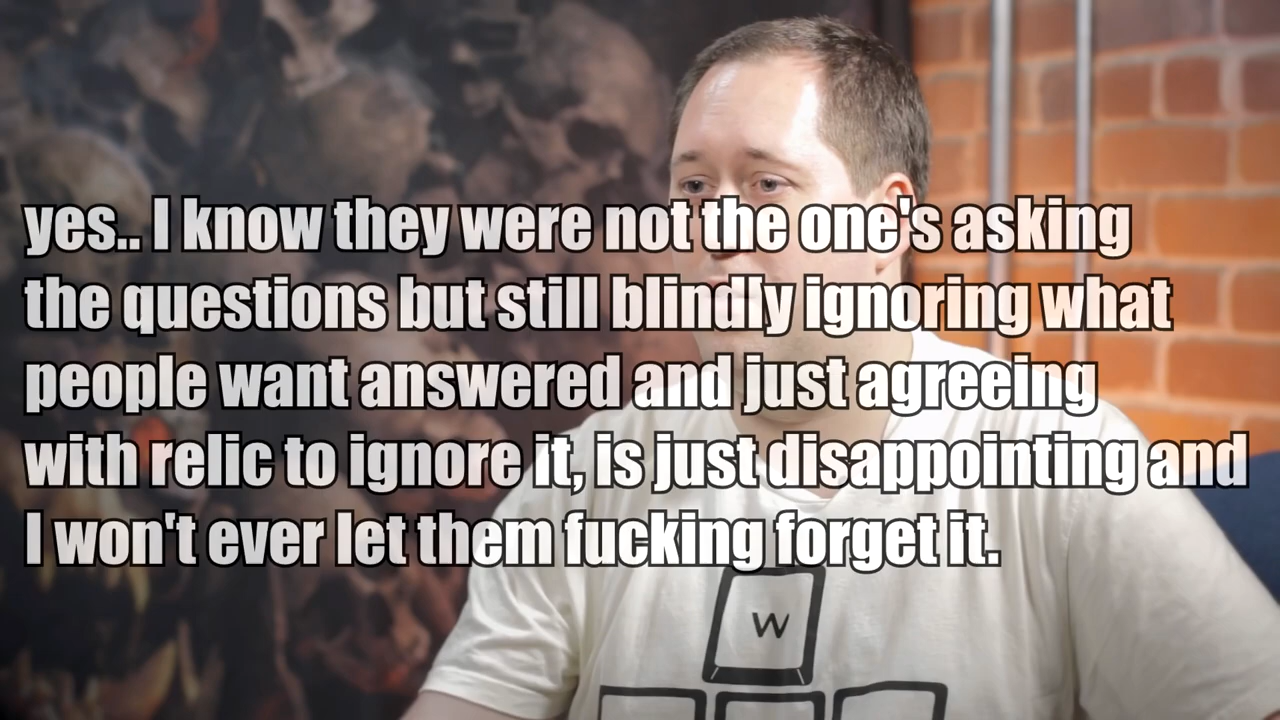 yes.. I know they were not the one's asking
the questions but still blindly ignoring what
people want answered and just agreeing
with relic to ignore it, is just disappointing and
I won't ever let them fucking forget it.
W